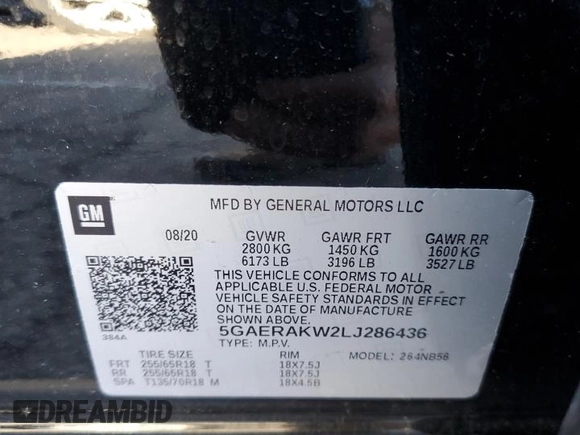 GM
MFD BY GENERAL MOTORS LLC
08/20 GVWR GAWR FRT GAWR RR
2800 KG 1450 KG 1600 KG
6173 LB 3196 LB 3527 LB
THIS VEHICLE CONFORMS TO ALL
APPLICABLE U.S. FEDERAL MOTOR
VEHICLE SAFETY STANDARDS IN EFFECT
ON THE DATE OF MANUFACTURE
SHOWN ABOVE.
384A
5GAERAKW2LJ286436
TYPE: M.P.V. MODEL: 264NB56
TIRE SIZE RIM
FRT 255/65R18 T 18X7.5J
RR 255/65R18 T 18X7.5J
SPA T135/70R18 M 18X4.5B
DREAMBID